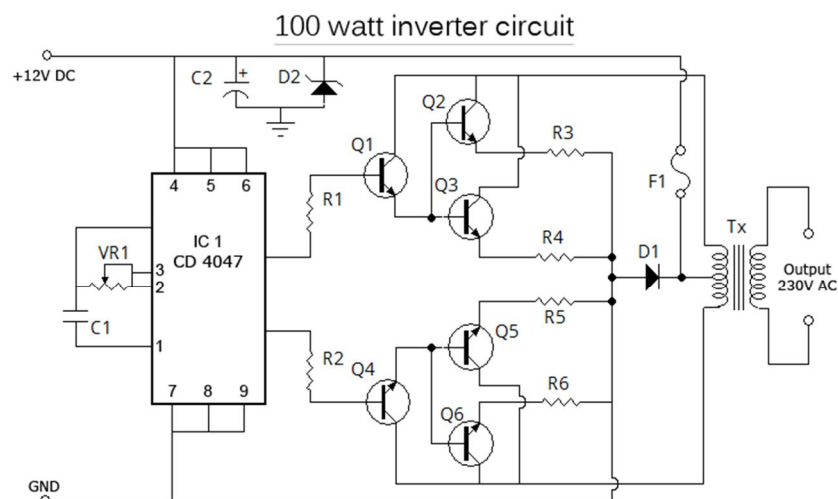 100 watt inverter circuit
+12V DC
C2
+
D2
Q2
R3
Q1
F1
4 5 6
Q3
R1
IC 1
CD 4047
R4
Tx
VR1
3
2
D1
Output
230V AC
C1
1
R5
Q5
R2
Q4
R6
Q6
7 8 9
GND